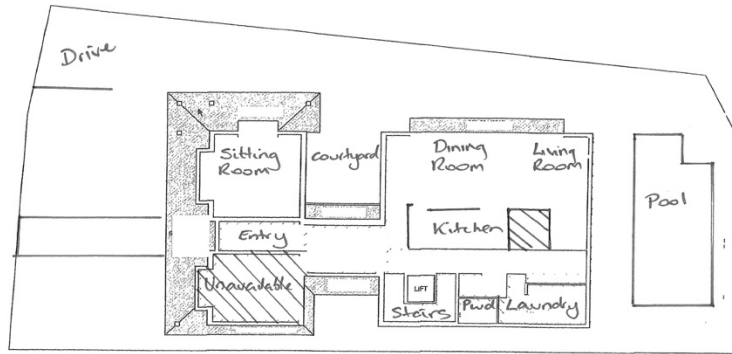 Drive
Sitting
Room
Courtyard
Dining
Room
Living
Room
Pool
Kitchen
Entry
Unavailable
LIFT
Stairs
Pwd
Laundry